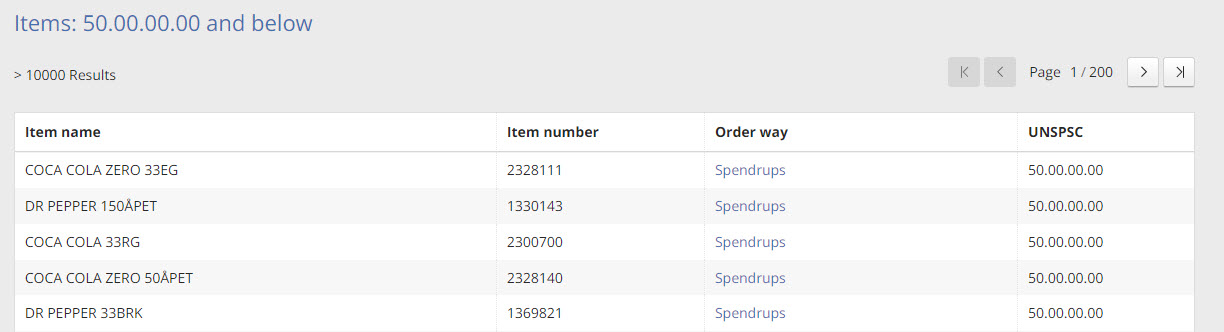 Items: 50.00.00.00 and below
> 10000 Results
Page 1 / 200
Item name Item number Order way UNSPSC
COCA COLA ZERO 33EG 2328111 Spendrups 50.00.00.00
DR PEPPER 150ÅPET 1330143 Spendrups 50.00.00.00
COCA COLA 33RG 2300700 Spendrups 50.00.00.00
COCA COLA ZERO 50ÅPET 2328140 Spendrups 50.00.00.00
DR PEPPER 33BRK 1369821 Spendrups 50.00.00.00